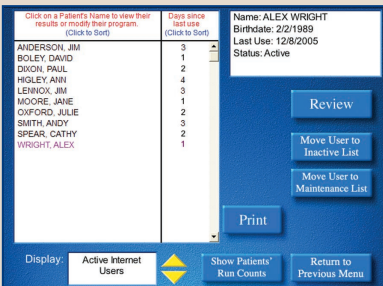 Click on a Patient's Name to view their
results or modify their program.
(Click to Sort)
Days since
last use
(Click to Sort)
ANDERSON, JIM 3
BOLEY, DAVID 1
DIXON, PAUL 2
HIGLEY, ANN 4
LENNOX, JIM 3
MOORE, JANE 1
OXFORD, JULIE 2
SMITH, ANDY 3
SPEAR, CATHY 2
WRIGHT, ALEX 1
Name: ALEX WRIGHT
Birthdate: 2/2/1989
Last Use: 12/8/2005
Status: Active
Review
Move User to
Inactive List
Move User to
Maintenance List
Print
Display:
Active Internet
Users
Show Patients'
Run Counts
Return to
Previous Menu